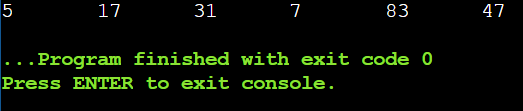 5 17 31 7 83 47
...Program finished with exit code 0
Press ENTER to exit console.